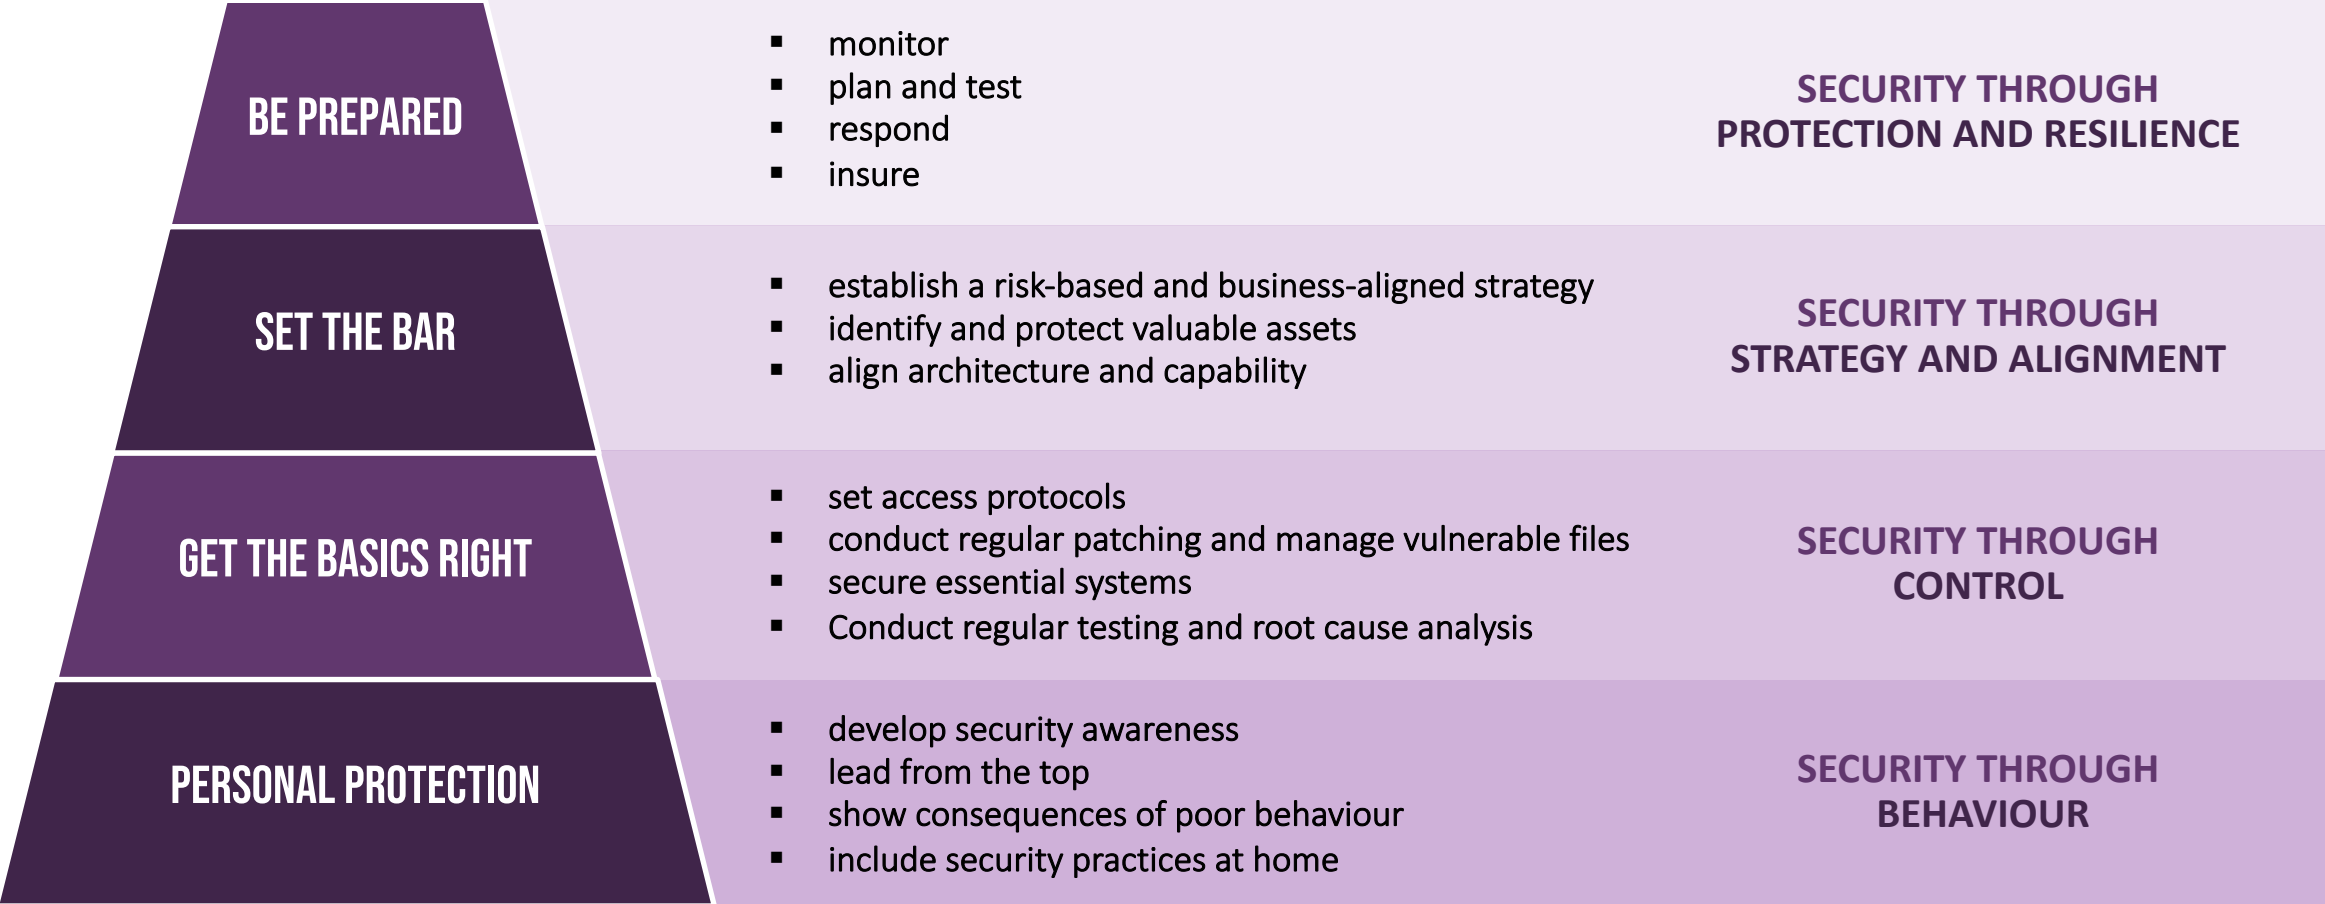 BE PREPARED
▪ monitor
▪ plan and test
▪ respond
▪ insure
SECURITY THROUGH
PROTECTION AND RESILIENCE
SET THE BAR
▪ establish a risk-based and business-aligned strategy
▪ identify and protect valuable assets
▪ align architecture and capability
SECURITY THROUGH
STRATEGY AND ALIGNMENT
GET THE BASICS RIGHT
▪ set access protocols
▪ conduct regular patching and manage vulnerable files
▪ secure essential systems
▪ Conduct regular testing and root cause analysis
SECURITY THROUGH
CONTROL
PERSONAL PROTECTION
▪ develop security awareness
▪ lead from the top
▪ show consequences of poor behaviour
▪ include security practices at home
SECURITY THROUGH
BEHAVIOUR